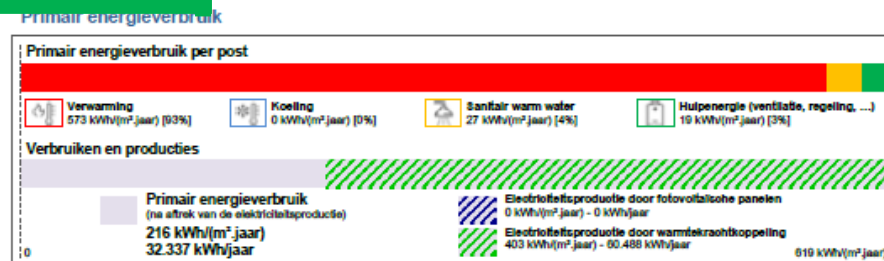 Primair energieverbruik
Primair energieverbruik per post
Verwarming
573 kWh/(m².jaar) [93%]
Koeling
0 kWh/(m².jaar) [0%]
Sanitair warm water
27 kWh/(m².jaar) [4%]
Hulpenergie (ventilatie, regeling, ...)
19 kWh/(m².jaar) [3%]
Verbruiken en producties
Primair energieverbruik
(na aftrek van de elektriciteitsproductie)
216 kWh/(m².jaar)
32.337 kWh/jaar
Electriciteitsproductie door fotovoltaïsche panelen
0 kWh/(m².jaar) - 0 kWh/jaar
Electriciteitsproductie door warmtekrachtkoppeling
403 kWh/(m².jaar) - 60.488 kWh/jaar
0
619 kWh/(m².jaar)